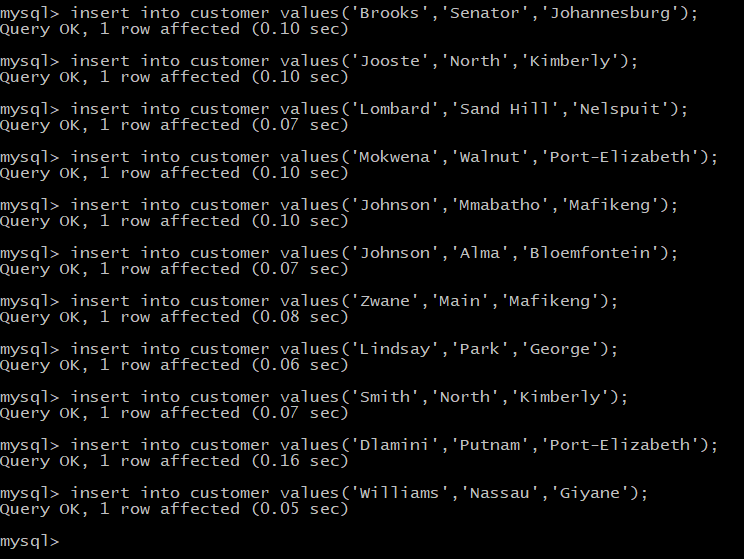 mysql> insert into customer values('Brooks','Senator','Johannesburg');
Query OK, 1 row affected (0.10 sec)
mysql> insert into customer values('Jooste','North','Kimberly');
Query OK, 1 row affected (0.10 sec)
mysql> insert into customer values('Lombard','Sand Hill','Nelspuit');
Query OK, 1 row affected (0.07 sec)
mysql> insert into customer values('Mokwena','Walnut','Port-Elizabeth');
Query OK, 1 row affected (0.10 sec)
mysql> insert into customer values('Johnson','Mmabatho','Mafikeng');
Query OK, 1 row affected (0.10 sec)
mysql> insert into customer values('Johnson','Alma','Bloemfontein');
Query OK, 1 row affected (0.07 sec)
mysql> insert into customer values('Zwane','Main','Mafikeng');
Query OK, 1 row affected (0.08 sec)
mysql> insert into customer values('Lindsay','Park','George');
Query OK, 1 row affected (0.06 sec)
mysql> insert into customer values('Smith','North','Kimberly');
Query OK, 1 row affected (0.07 sec)
mysql> insert into customer values('Dlamini','Putnam','Port-Elizabeth');
Query OK, 1 row affected (0.16 sec)
mysql> insert into customer values('Williams','Nassau','Giyane');
Query OK, 1 row affected (0.05 sec)
mysql>